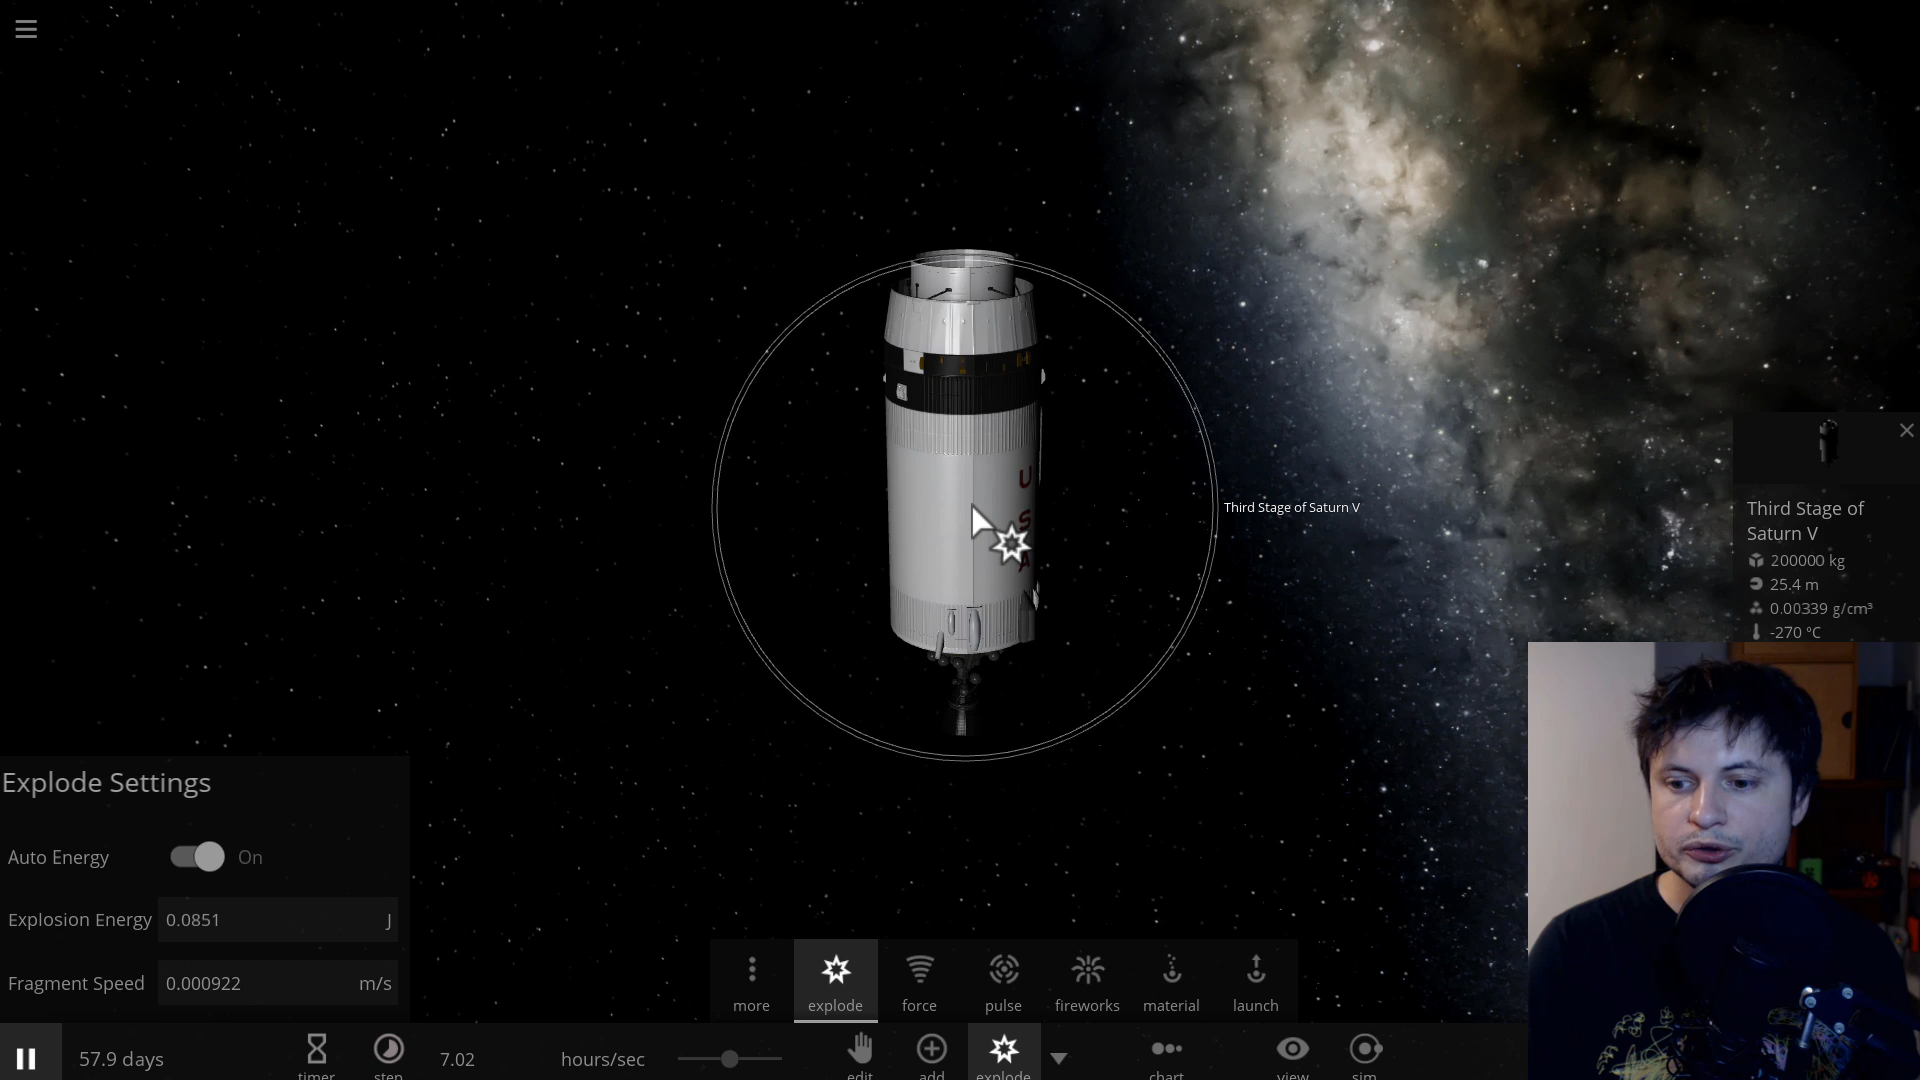 U
S
A
Third Stage of Saturn V
Third Stage of
Saturn V
200000 kg
25.4 m
0.00339 g/cm³
-270 °C
Explode Settings
Auto Energy On
Explosion Energy 0.0851 J
Fragment Speed 0.000922 m/s
more explode force pulse fireworks material launch
57.9 days timer step 7.02 hours/sec edit add explode chart view sim